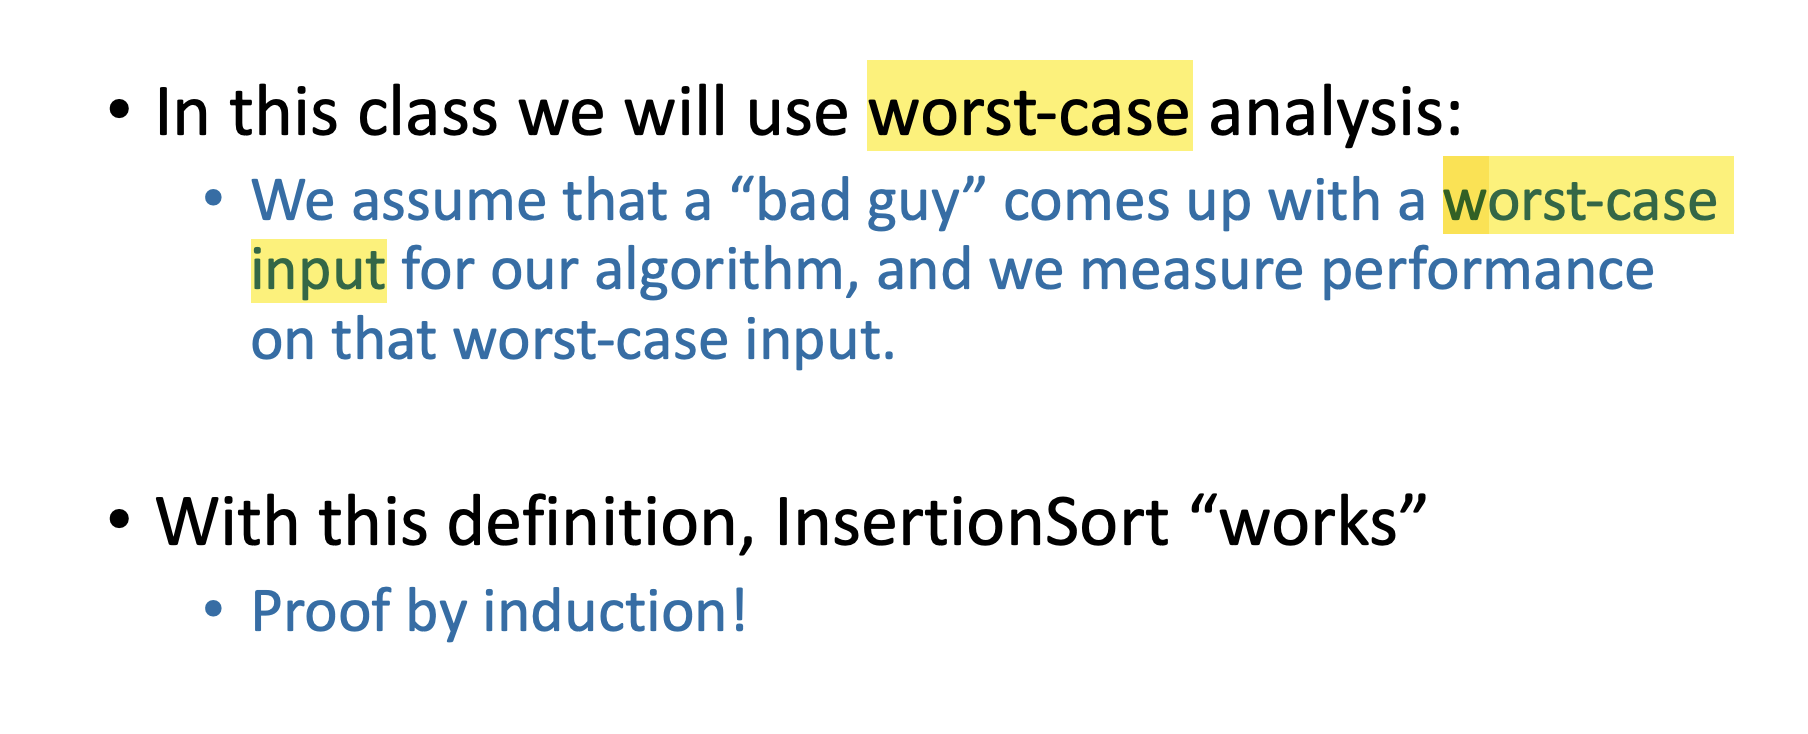 • In this class we will use worst-case analysis:
• We assume that a “bad guy” comes up with a worst-case
input for our algorithm, and we measure performance
on that worst-case input.
• With this definition, InsertionSort “works”
• Proof by induction!